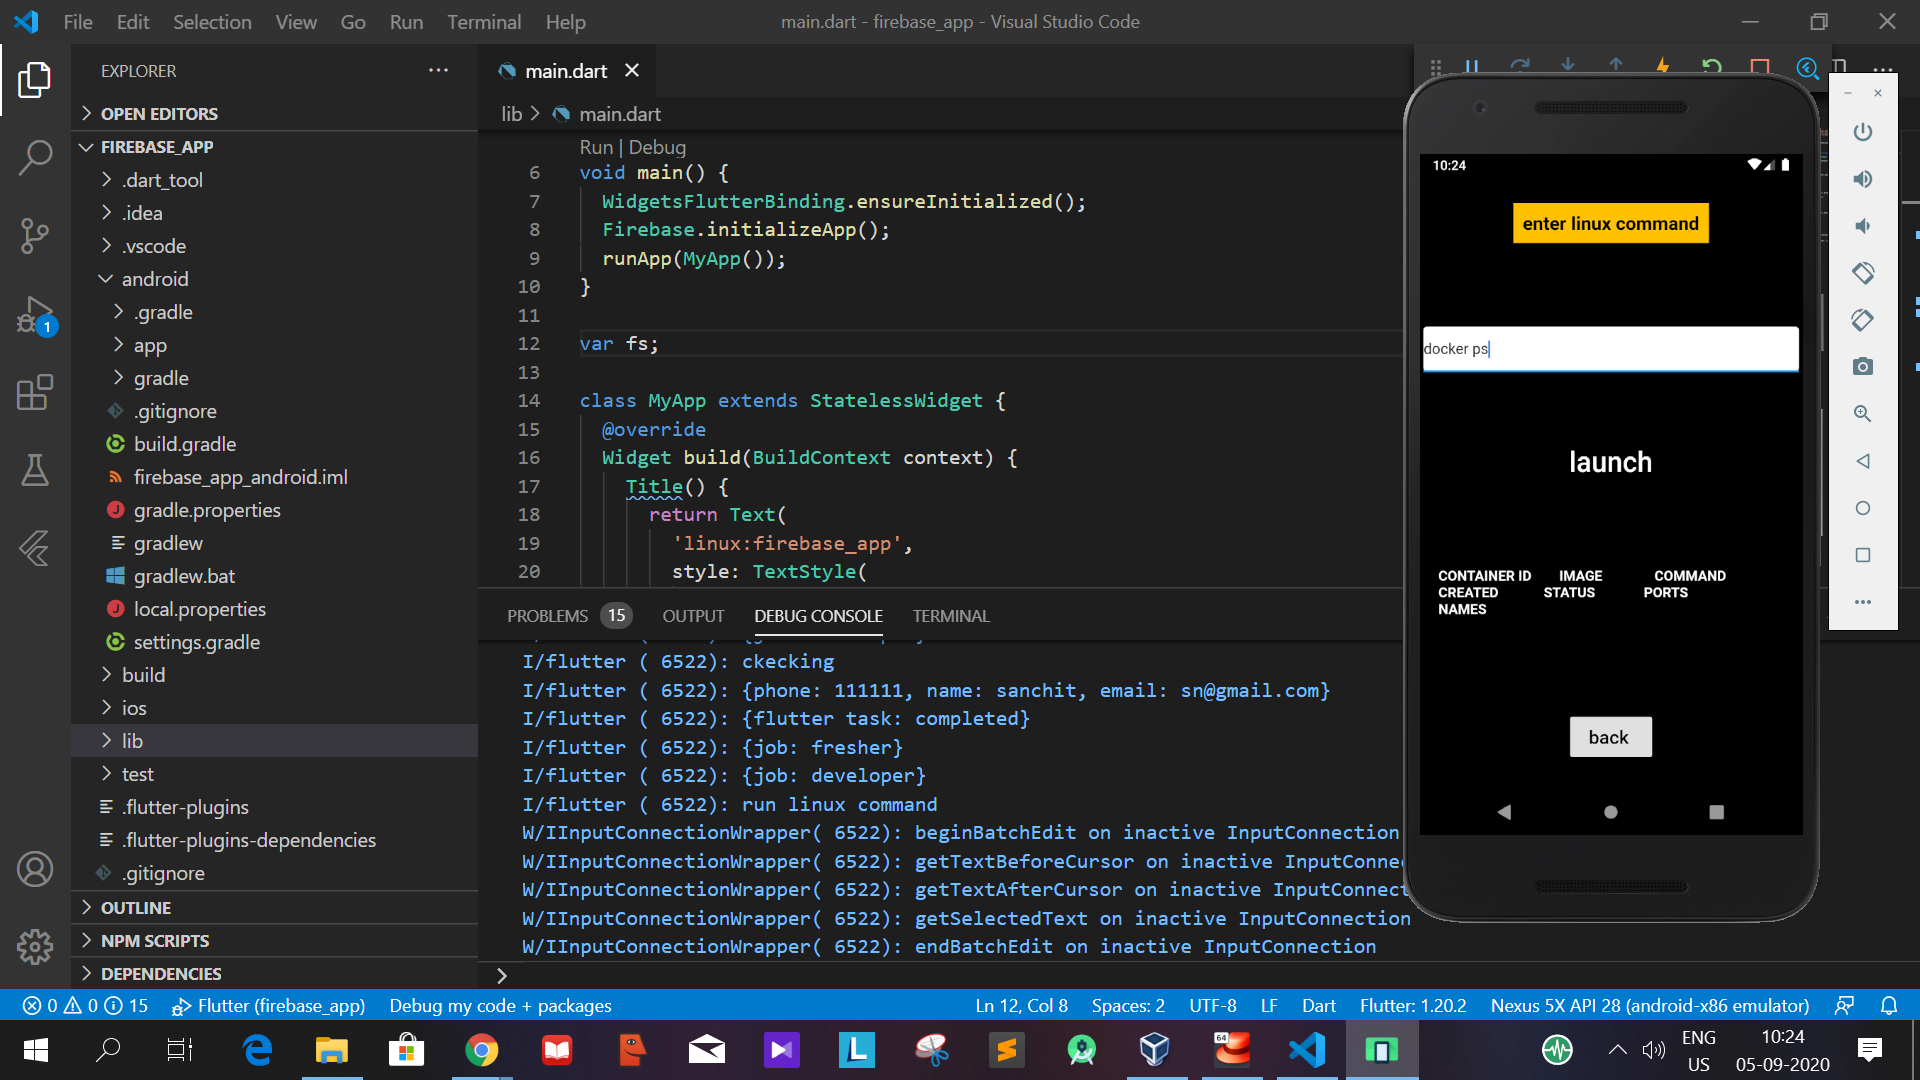 File Edit Selection View Go Run Terminal Help
main.dart - firebase_app - Visual Studio Code
EXPLORER
OPEN EDITORS
FIREBASE_APP
.dart_tool
.idea
.vscode
android
.gradle
app
gradle
.gitignore
build.gradle
firebase_app_android.iml
gradle.properties
gradlew
gradlew.bat
local.properties
settings.gradle
build
ios
lib
test
.flutter-plugins
.flutter-plugins-dependencies
.gitignore
OUTLINE
NPM SCRIPTS
DEPENDENCIES
1
main.dart
lib > main.dart
Run | Debug
6 void main() {
7 WidgetsFlutterBinding.ensureInitialized();
8 Firebase.initializeApp();
9 runApp(MyApp());
10 }
11
12 var fs;
13
14 class MyApp extends StatelessWidget {
15 @override
16 Widget build(BuildContext context) {
17 Title() {
18 return Text(
19 'linux:firebase_app',
20 style: TextStyle(
PROBLEMS 15 OUTPUT DEBUG CONSOLE TERMINAL
I/flutter ( 6522): ckecking
I/flutter ( 6522): {phone: 111111, name: sanchit, email: sn@gmail.com}
I/flutter ( 6522): {flutter task: completed}
I/flutter ( 6522): {job: fresher}
I/flutter ( 6522): {job: developer}
I/flutter ( 6522): run linux command
W/IInputConnectionWrapper( 6522): beginBatchEdit on inactive InputConnection
W/IInputConnectionWrapper( 6522): getTextBeforeCursor on inactive InputConne
W/IInputConnectionWrapper( 6522): getTextAfterCursor on inactive InputConnect
W/IInputConnectionWrapper( 6522): getSelectedText on inactive InputConnection
W/IInputConnectionWrapper( 6522): endBatchEdit on inactive InputConnection
>
10:24
enter linux command
docker ps
launch
CONTAINER ID IMAGE COMMAND
CREATED STATUS PORTS
NAMES
back
0 0 15 Flutter (firebase_app) Debug my code + packages Ln 12, Col 8 Spaces: 2 UTF-8 LF Dart Flutter: 1.20.2 Nexus 5X API 28 (android-x86 emulator)
L
64
ENG
US
10:24
05-09-2020